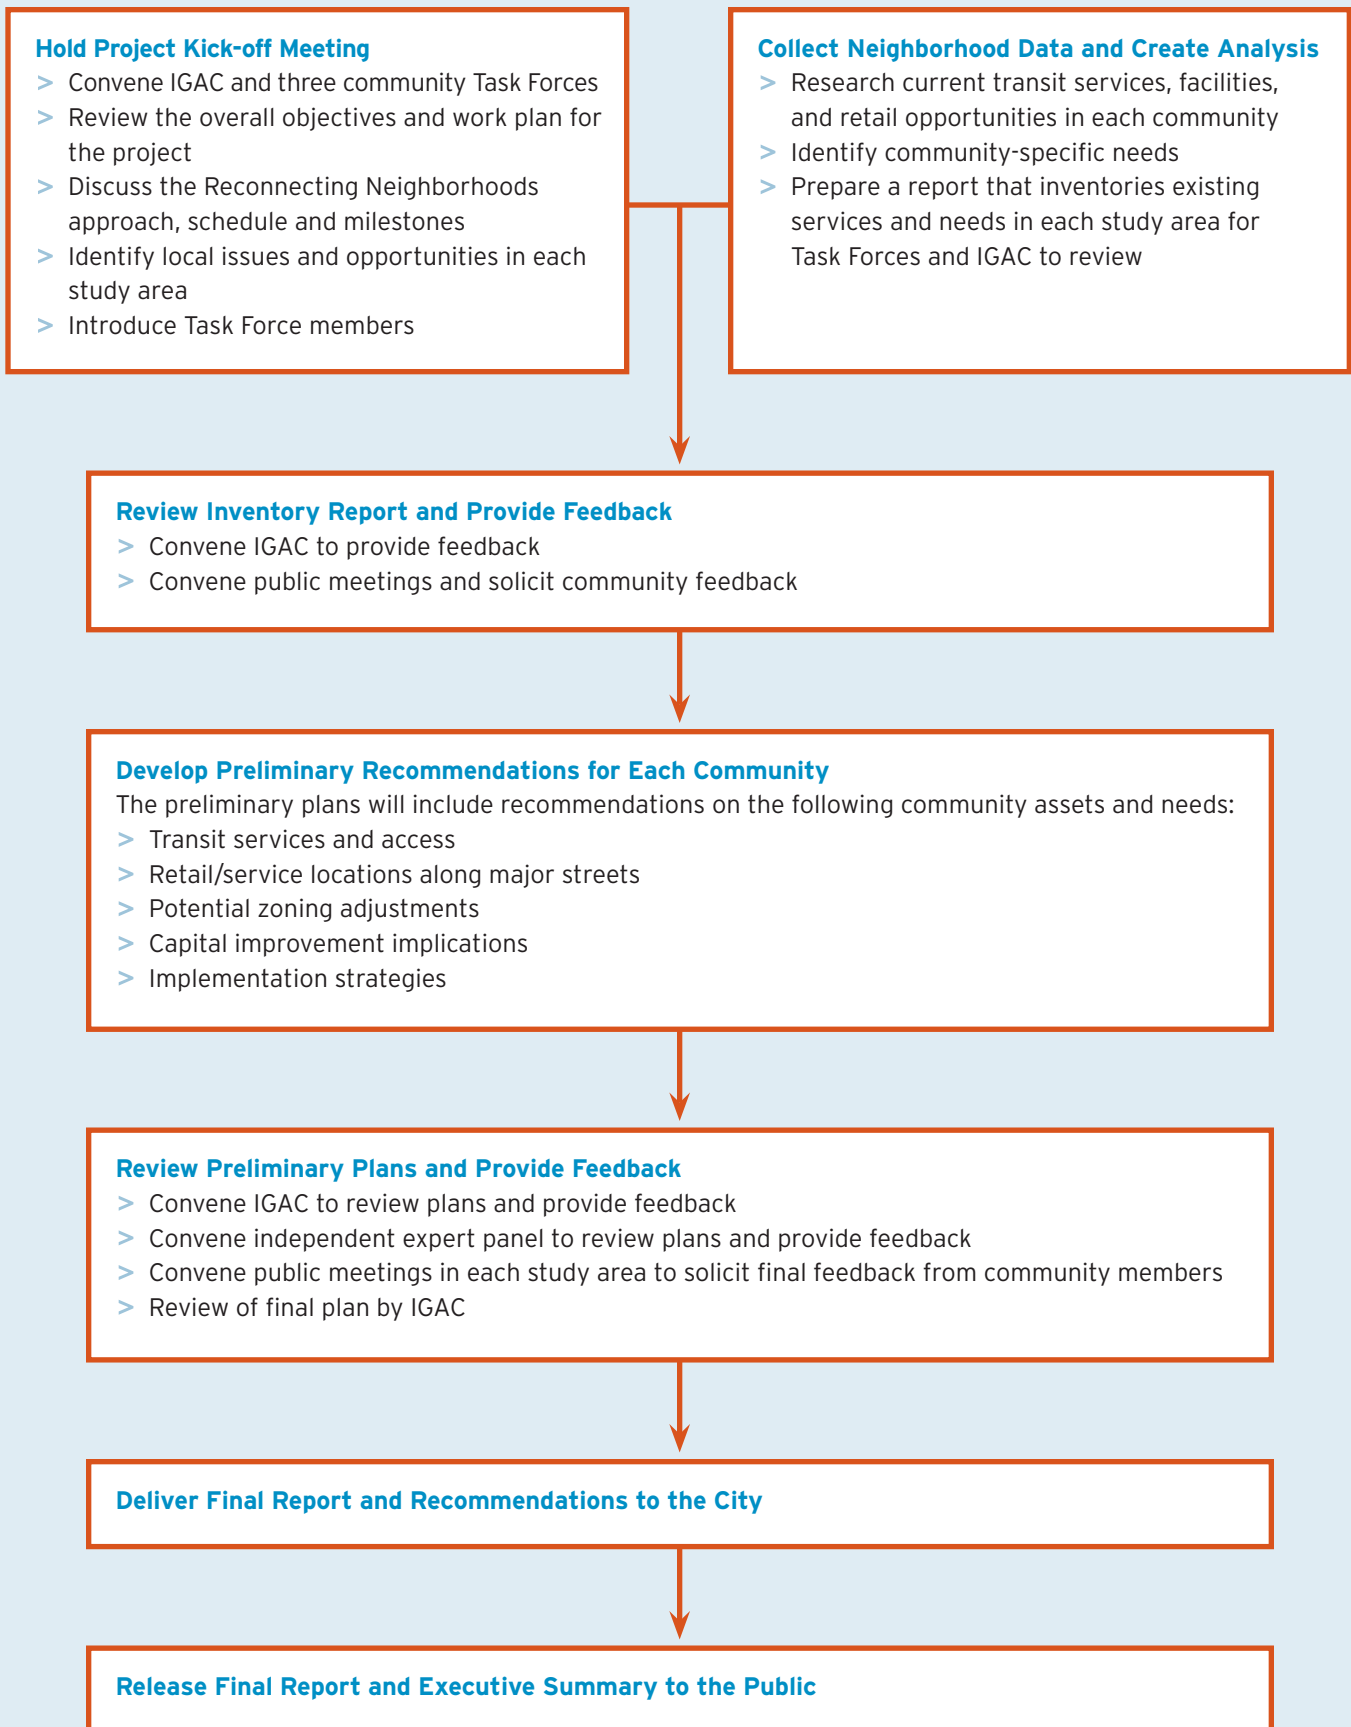 Hold Project Kick-off Meeting
> Convene IGAC and three community Task Forces
> Review the overall objectives and work plan for
the project
> Discuss the Reconnecting Neighborhoods
approach, schedule and milestones
> Identify local issues and opportunities in each
study area
> Introduce Task Force members
Collect Neighborhood Data and Create Analysis
> Research current transit services, facilities,
and retail opportunities in each community
> Identify community-specific needs
> Prepare a report that inventories existing
services and needs in each study area for
Task Forces and IGAC to review
Review Inventory Report and Provide Feedback
> Convene IGAC to provide feedback
> Convene public meetings and solicit community feedback
Develop Preliminary Recommendations for Each Community
The preliminary plans will include recommendations on the following community assets and needs:
> Transit services and access
> Retail/service locations along major streets
> Potential zoning adjustments
> Capital improvement implications
> Implementation strategies
Review Preliminary Plans and Provide Feedback
> Convene IGAC to review plans and provide feedback
> Convene independent expert panel to review plans and provide feedback
> Convene public meetings in each study area to solicit final feedback from community members
> Review of final plan by IGAC
Deliver Final Report and Recommendations to the City
Release Final Report and Executive Summary to the Public